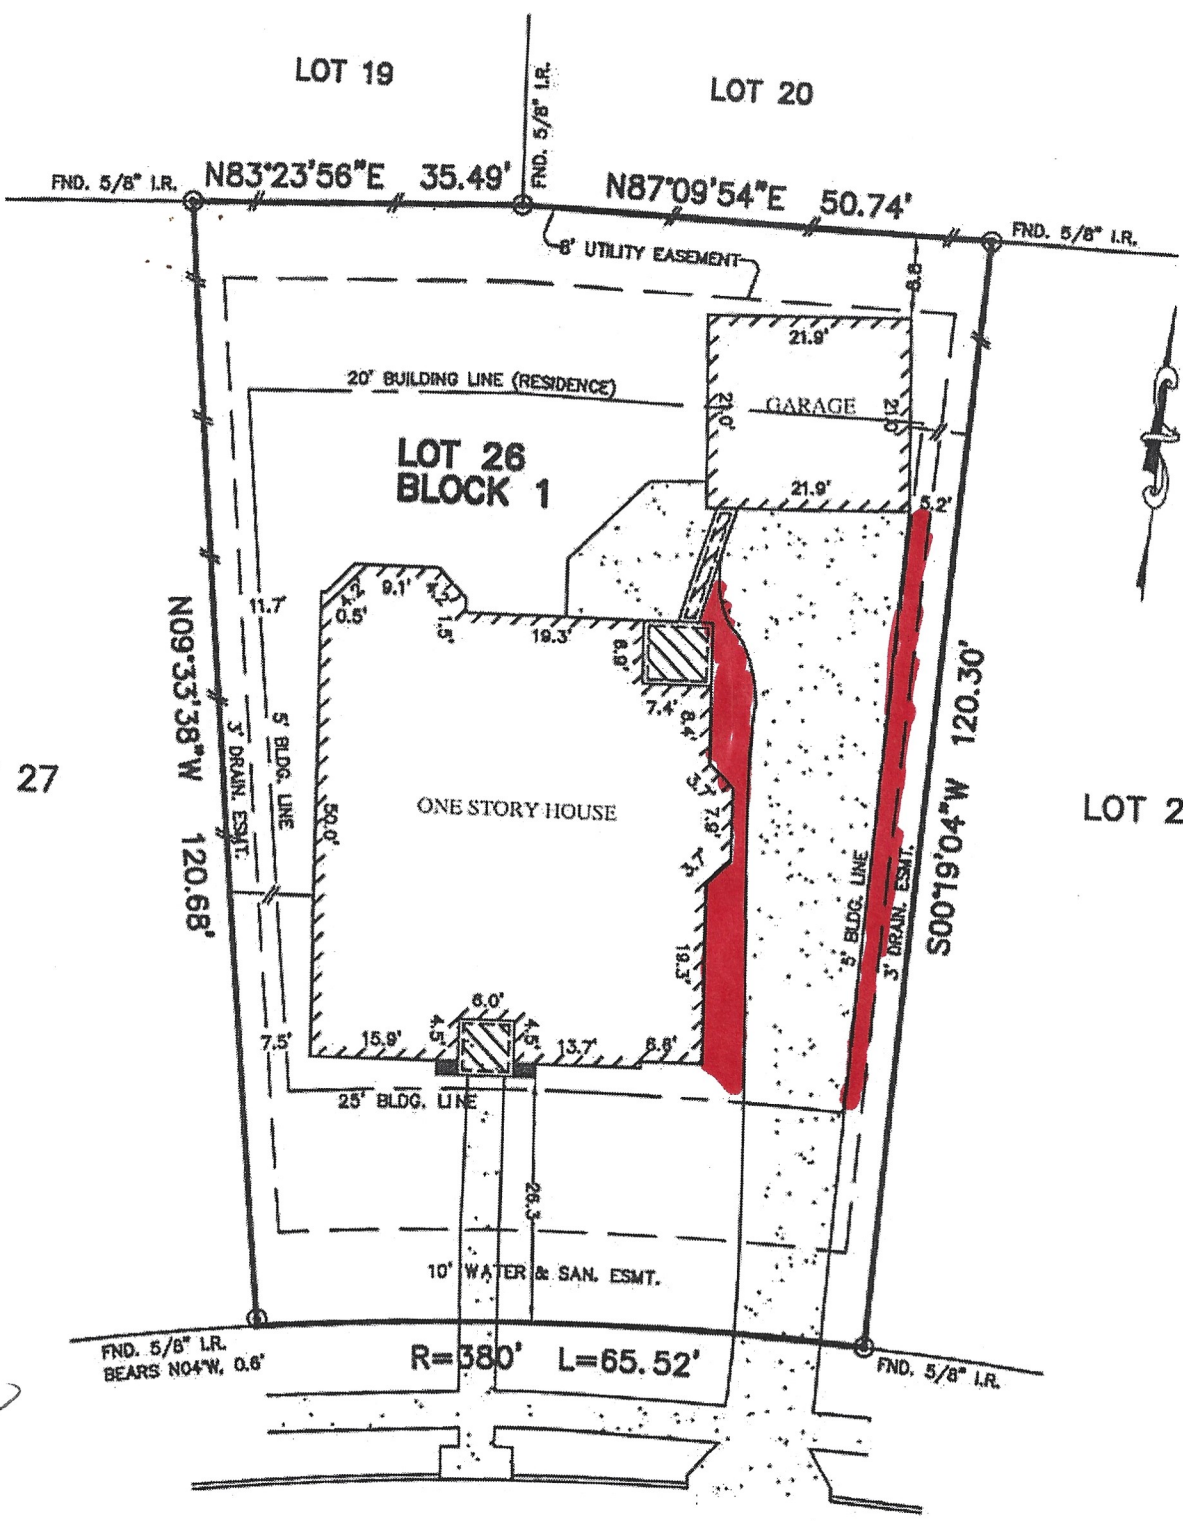 LOT 19
LOT 20
FND. 5/8" I.R.
FND. 5/8" I.R.
N83°23'56"E 35.49'
N87°09'54"E 50.74'
FND. 5/8" I.R.
8' UTILITY EASEMENT
6.8
21.9'
20' BUILDING LINE (RESIDENCE)
21.0'
GARAGE
21.0'
LOT 26
BLOCK 1
21.9'
5.2'
9.1'
0.5'
1.5'
11.7'
19.3'
6.9'
7.4'
8.4'
3.7
7.9'
N09°33'38"W 120.68'
3' DRAIN. ESMT.
5' BLDG. LINE
50.0'
ONE STORY HOUSE
27
LOT 2
S00°19'04"W 120.30'
5' BLDG. LINE
3' DRAIN. ESMT.
19.3'
6.0'
4.5'
4.5'
7.5'
15.9'
13.7'
6.6'
25' BLDG. LINE
26.3
10' WATER & SAN. ESMT.
FND. 5/8" I.R.
BEARS N04°W, 0.6'
R=380' L=65.52'
FND. 5/8" I.R.